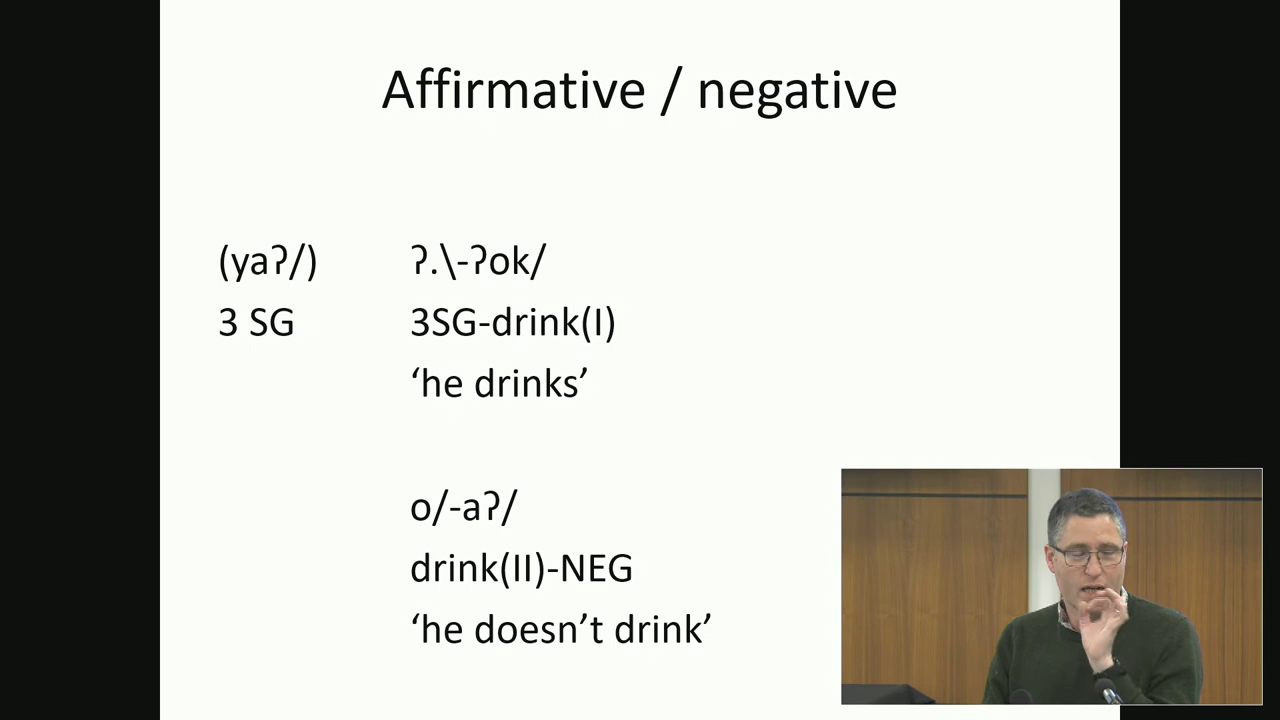 Affirmative / negative
(yaʔ/) ʔ.\-ʔok/
3 SG 3SG-drink(I)
‘he drinks’
o/-aʔ/
drink(II)-NEG
‘he doesn’t drink’